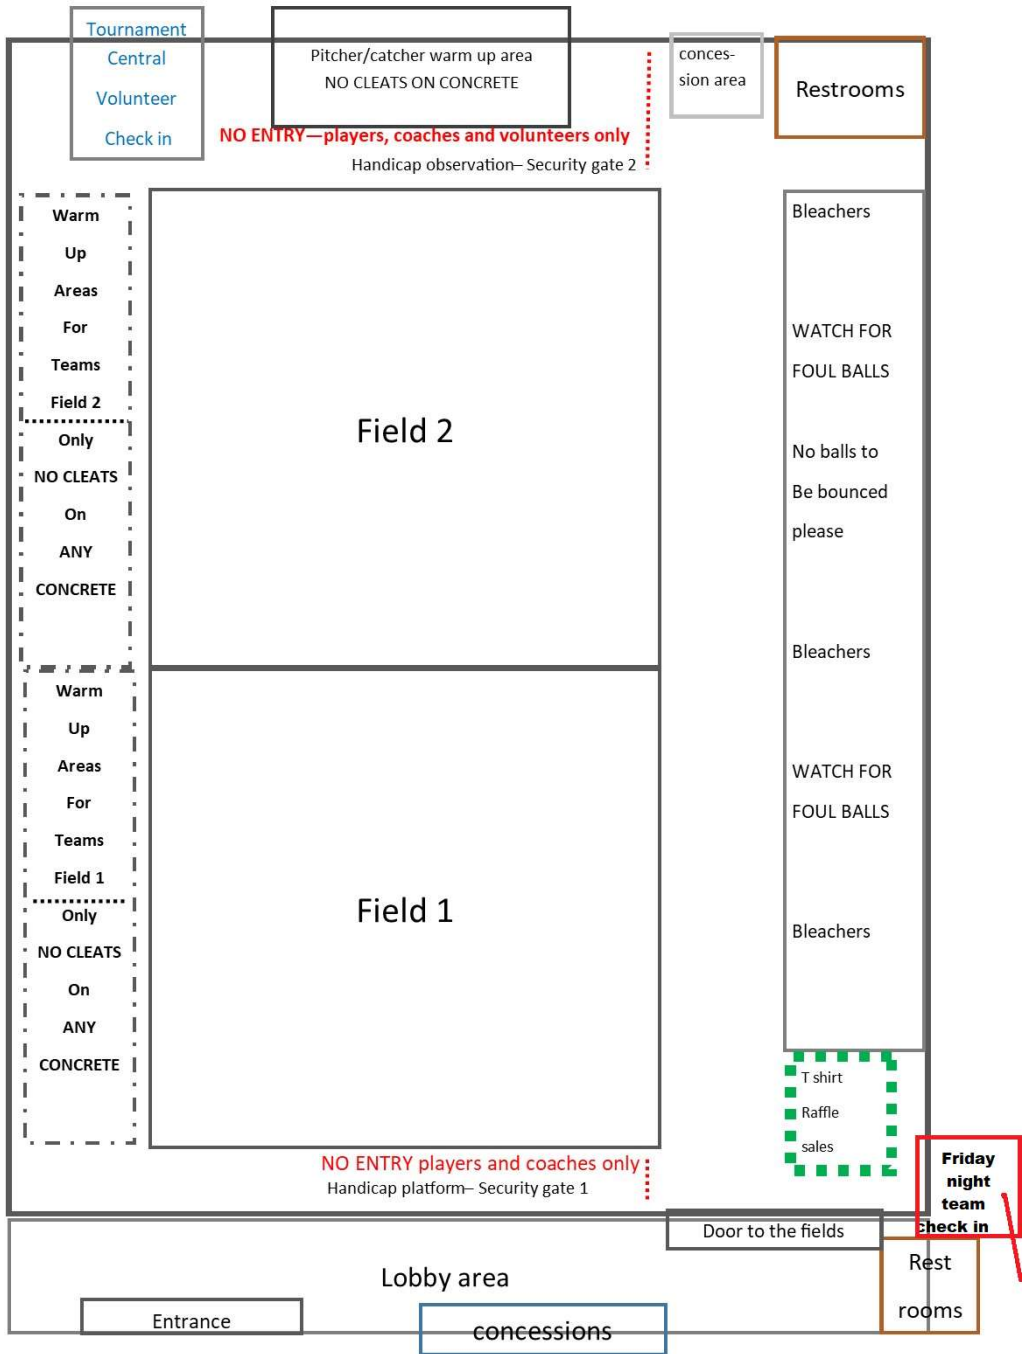 Tournament
Central
Volunteer
Check in
Pitcher/catcher warm up area
NO CLEATS ON CONCRETE
conces-
sion area
Restrooms
NO ENTRY—players, coaches and volunteers only
Handicap observation– Security gate 2
Warm
Up
Areas
For
Teams
Field 2
Only
NO CLEATS
On
ANY
CONCRETE
Field 2
Bleachers
WATCH FOR
FOUL BALLS
No balls to
Be bounced
please
Bleachers
WATCH FOR
FOUL BALLS
Bleachers
Warm
Up
Areas
For
Teams
Field 1
Only
NO CLEATS
On
ANY
CONCRETE
Field 1
T shirt
Raffle
sales
NO ENTRY players and coaches only
Handicap platform– Security gate 1
Friday
night
team
check in
Door to the fields
Lobby area
Rest
rooms
Entrance
concessions